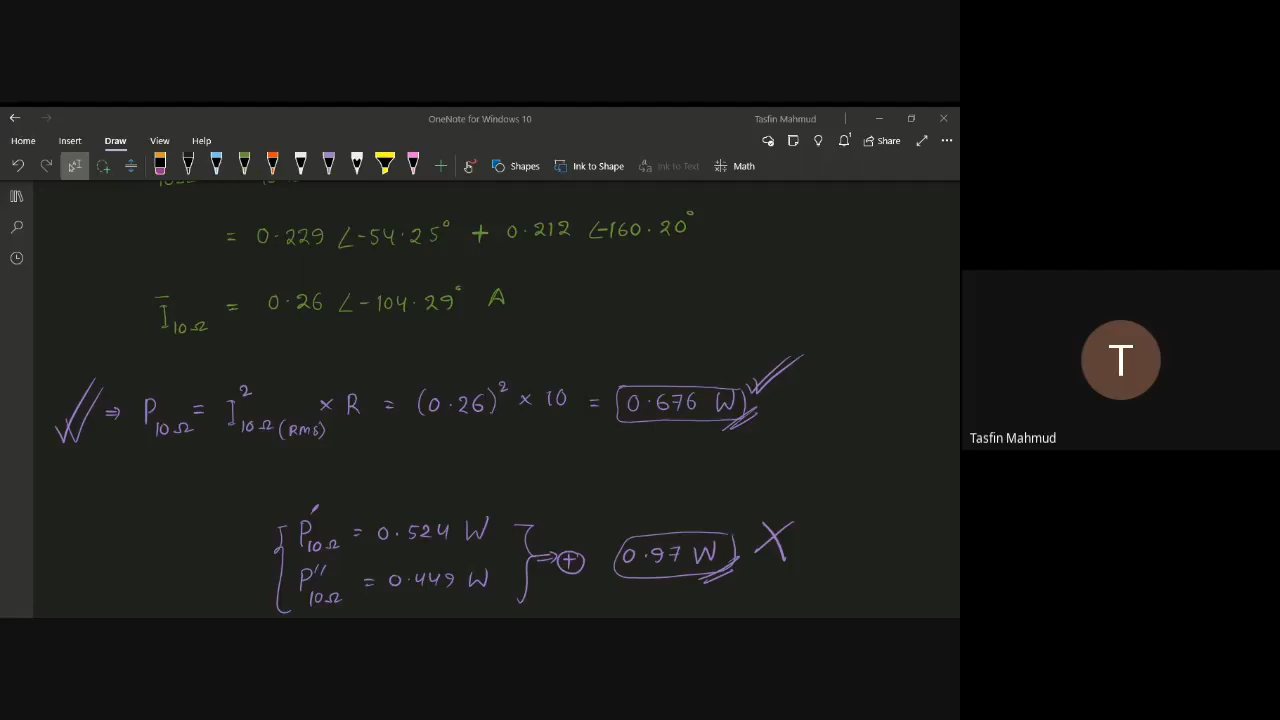 OneNote for Windows 10
Tasfin Mahmud
Home Insert Draw View Help
Share
Shapes Ink to Shape Ink to Text Math
10Ω
= 0.229 ∠-54.25° + 0.212 ∠-160.20°
I̅10Ω = 0.26 ∠-104.29° A
⇒ P10Ω = I²10Ω (RMS) × R = (0.26)² × 10 = 0.676 W
P'10Ω = 0.524 W
⇒ + 0.97 W X
P''10Ω = 0.449 W
T
Tasfin Mahmud